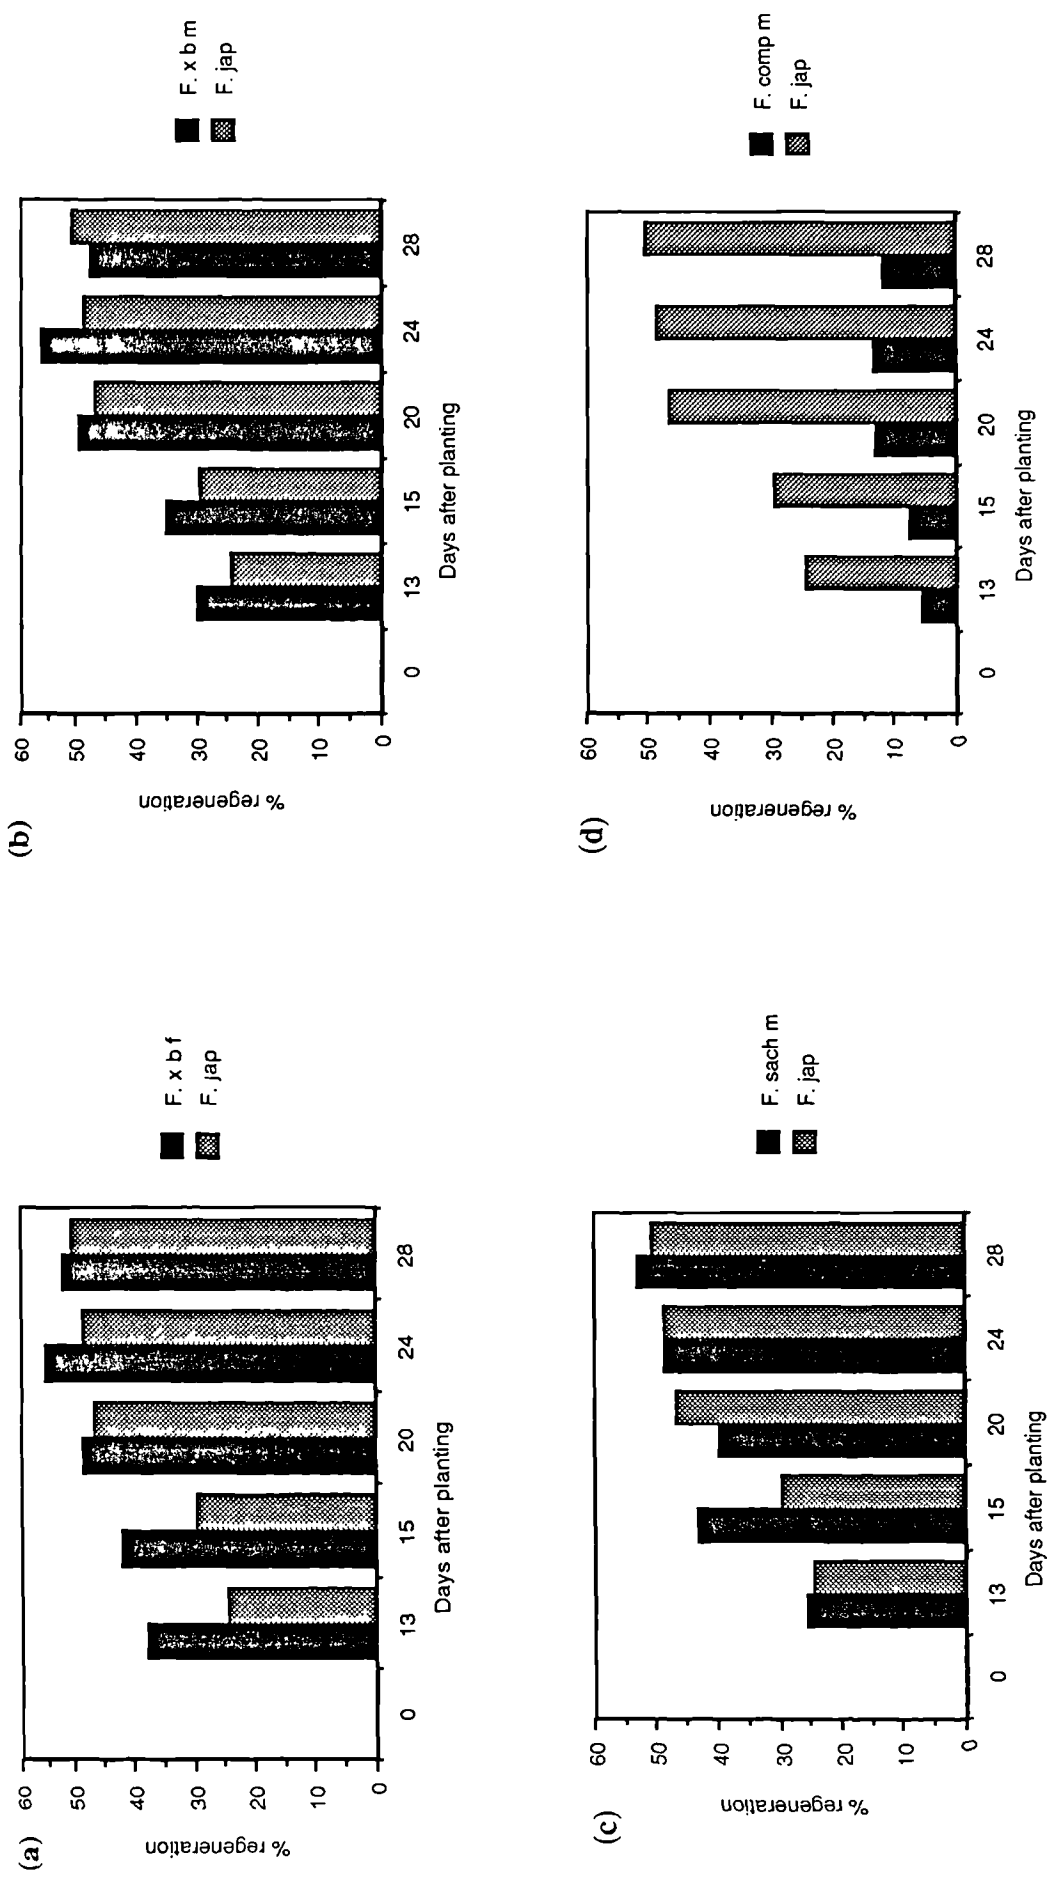 (a)
% regeneration
60
50
40
30
20
10
0
0 13 15 20 24 28
Days after planting
F. x b f
F. jap
(b)
% regeneration
60
50
40
30
20
10
0
0 13 15 20 24 28
Days after planting
F. x b m
F. jap
(c)
% regeneration
60
50
40
30
20
10
0
0 13 15 20 24 28
Days after planting
F. sach m
F. jap
(d)
% regeneration
60
50
40
30
20
10
0
0 13 15 20 24 28
Days after planting
F. comp m
F. jap